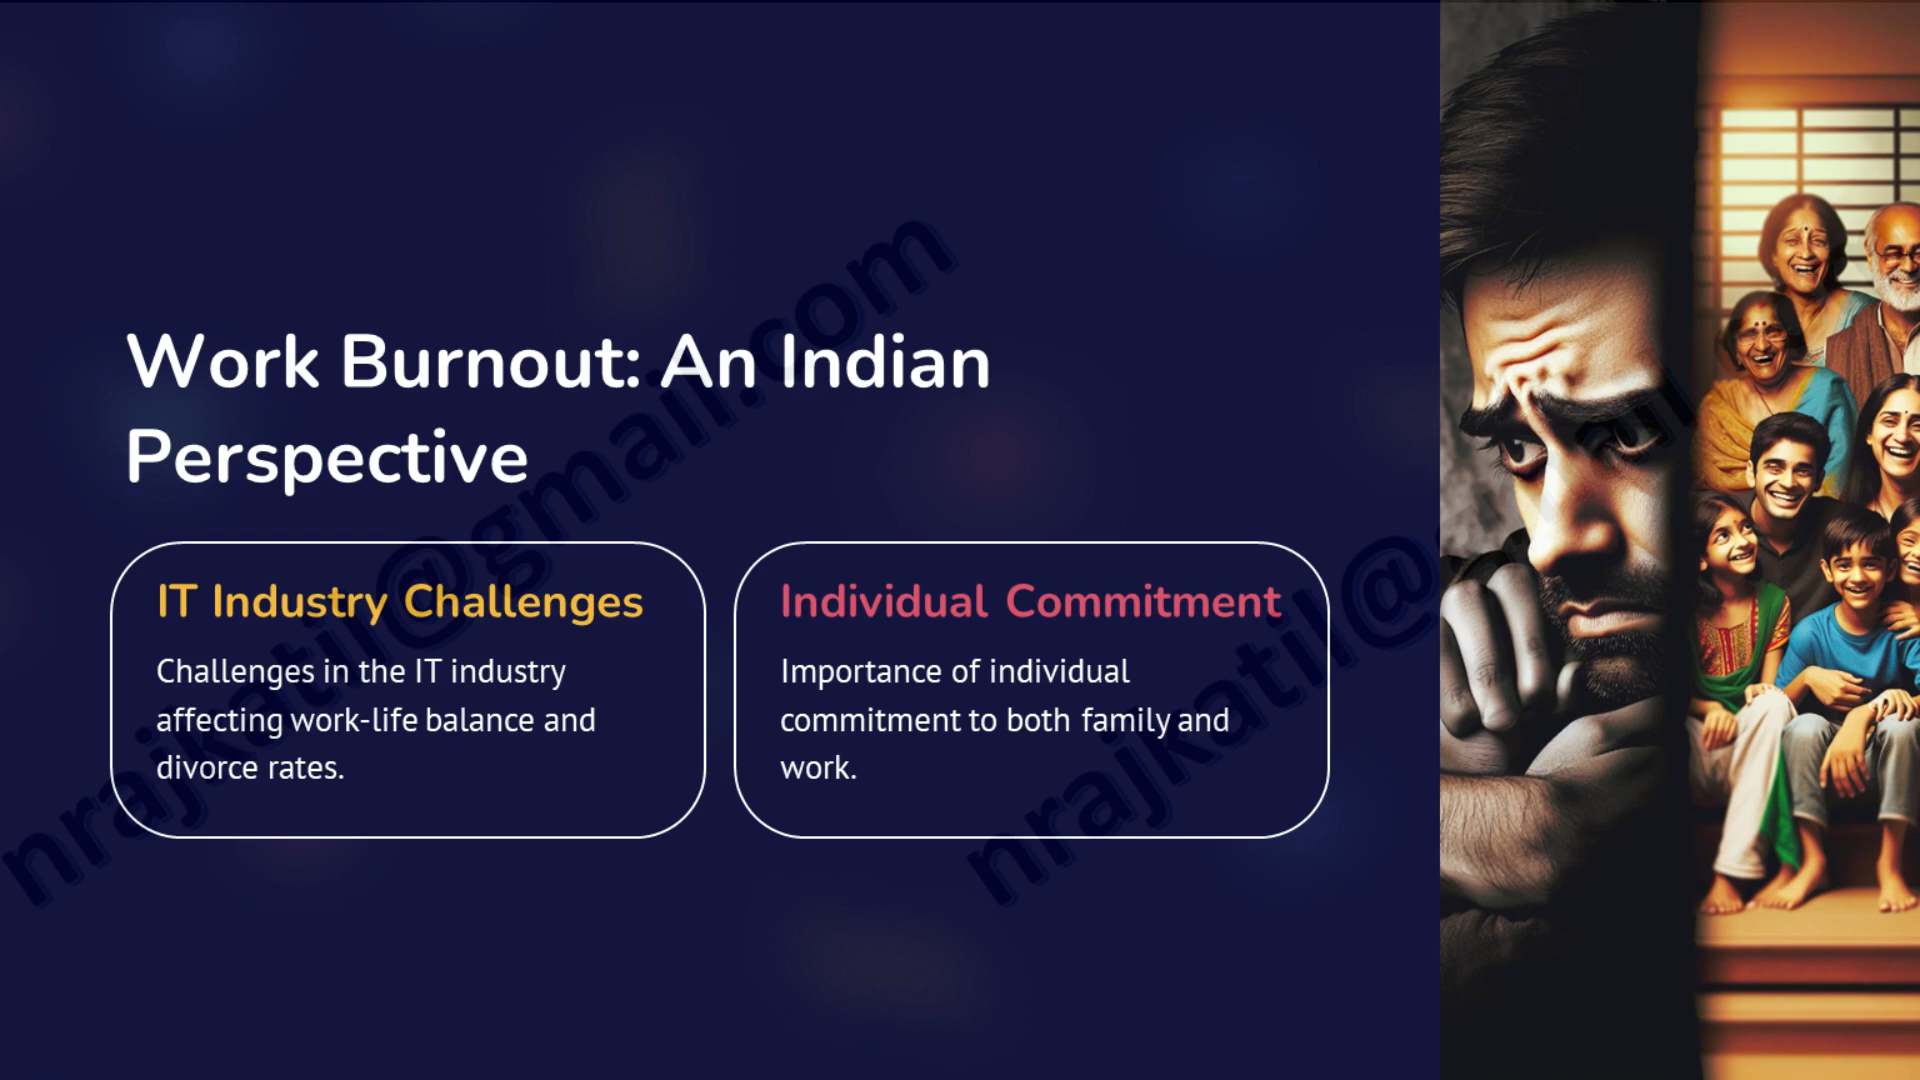 Work Burnout: An Indian
Perspective
IT Industry Challenges
Challenges in the IT industry
affecting work-life balance and
divorce rates.
Individual Commitment
Importance of individual
commitment to both family and
work.
nrajkatil@gmail.com
nrajkatil@